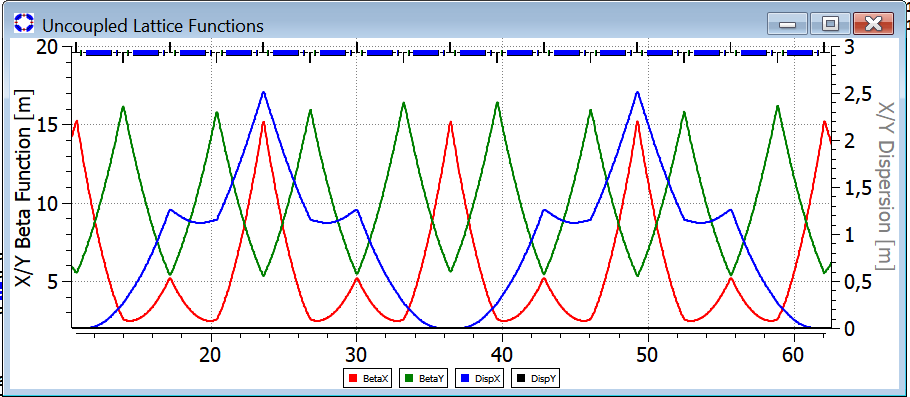 Uncoupled Lattice Functions
X/Y Beta Function [m]
20
15
10
5
3
2,5
2
1,5
1
0,5
0
X/Y Dispersion [m]
20 30 40 50 60
BetaX BetaY DispX DispY